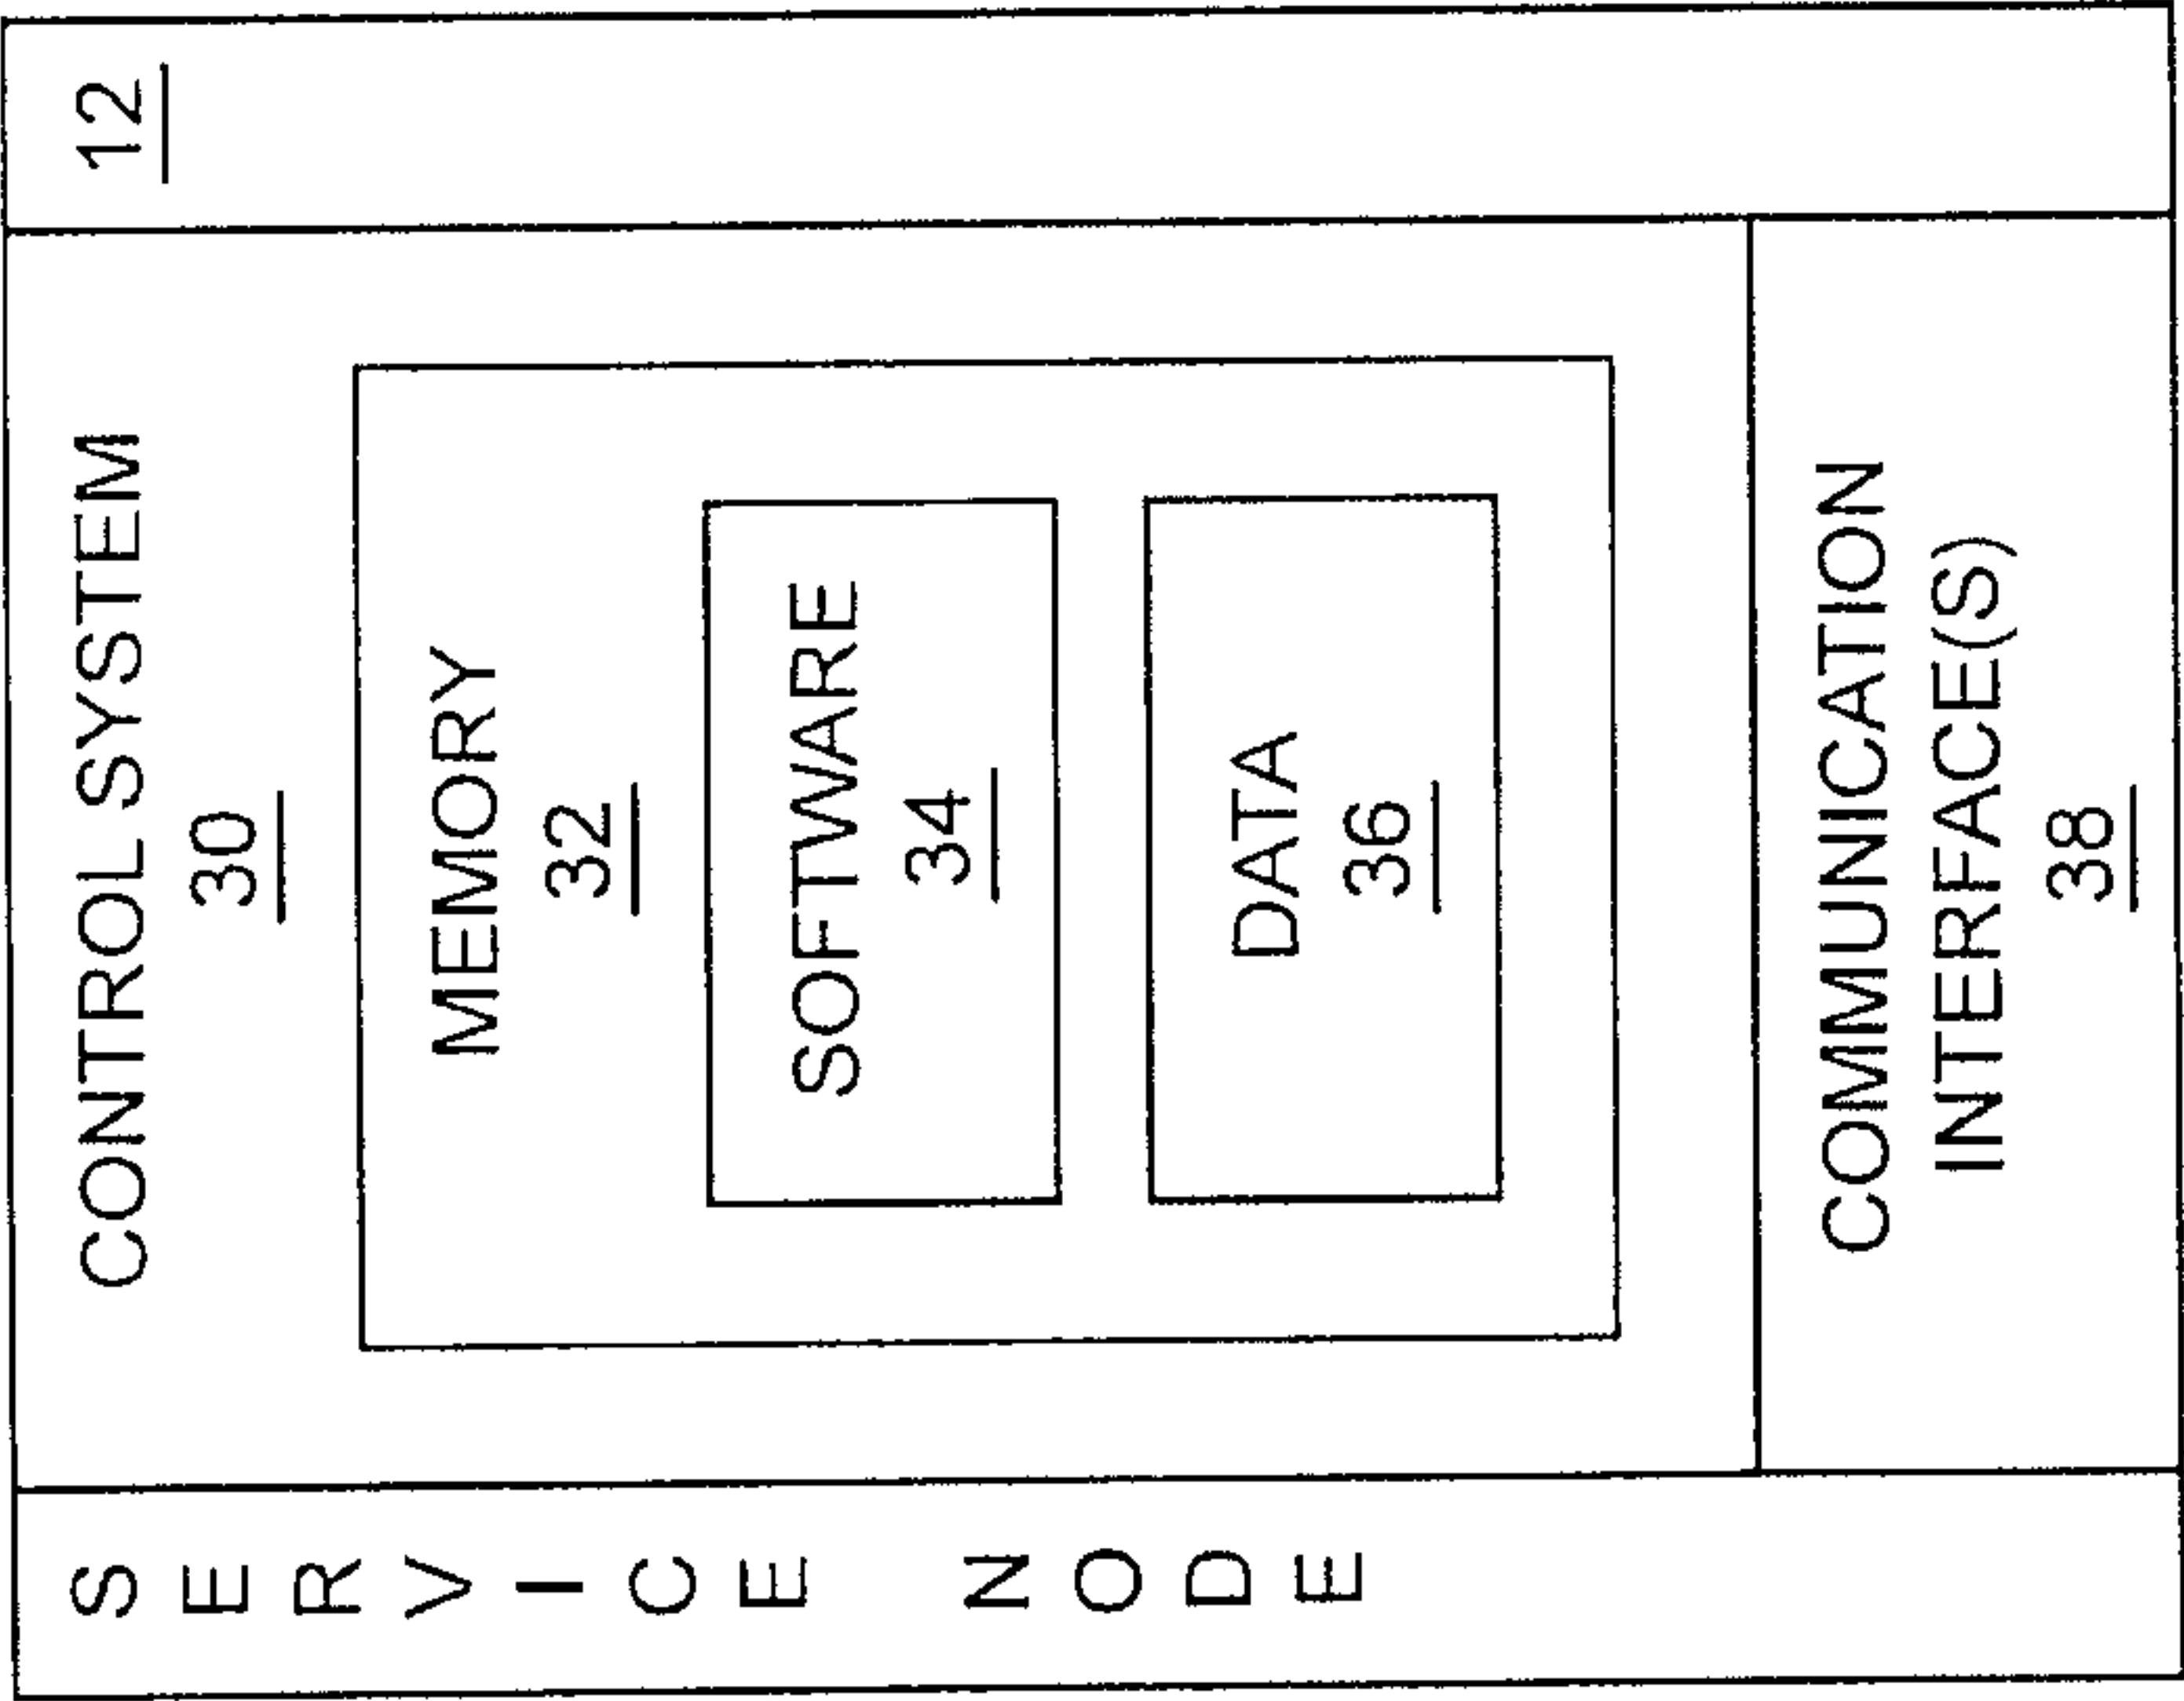 SERVICE NODE
CONTROL SYSTEM
30
MEMORY
32
SOFTWARE
34
DATA
36
COMMUNICATION
INTERFACE(S)
38
12